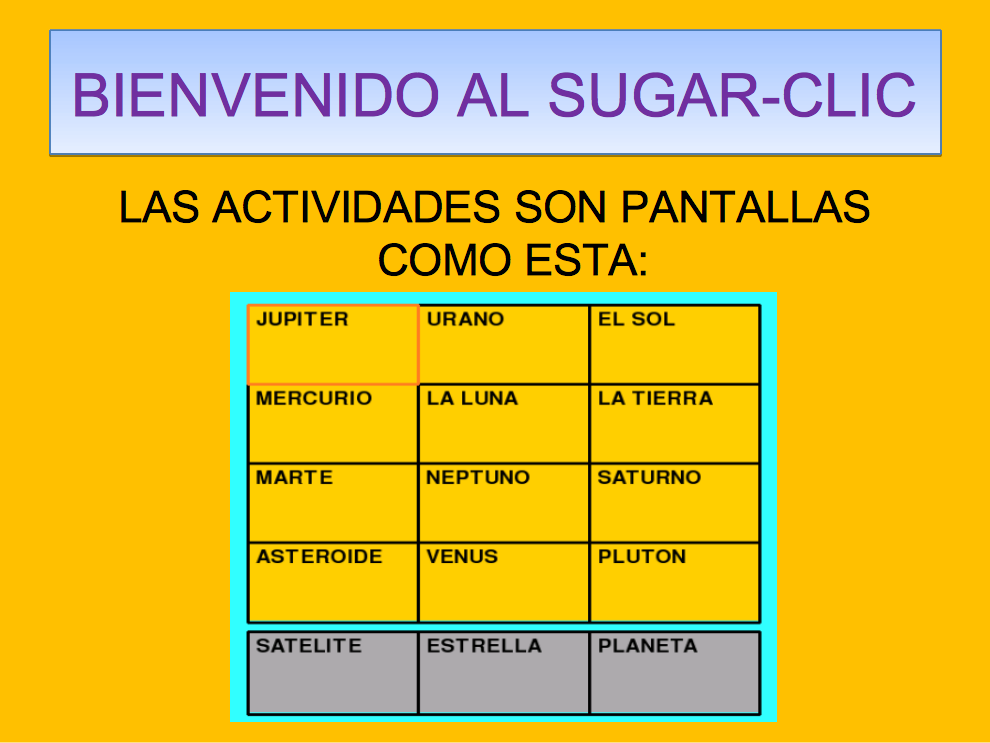 BIENVENIDO AL SUGAR-CLIC
LAS ACTIVIDADES SON PANTALLAS
COMO ESTA:
JUPITER URANO EL SOL
MERCURIO LA LUNA LA TIERRA
MARTE NEPTUNO SATURNO
ASTEROIDE VENUS PLUTON
SATELITE ESTRELLA PLANETA